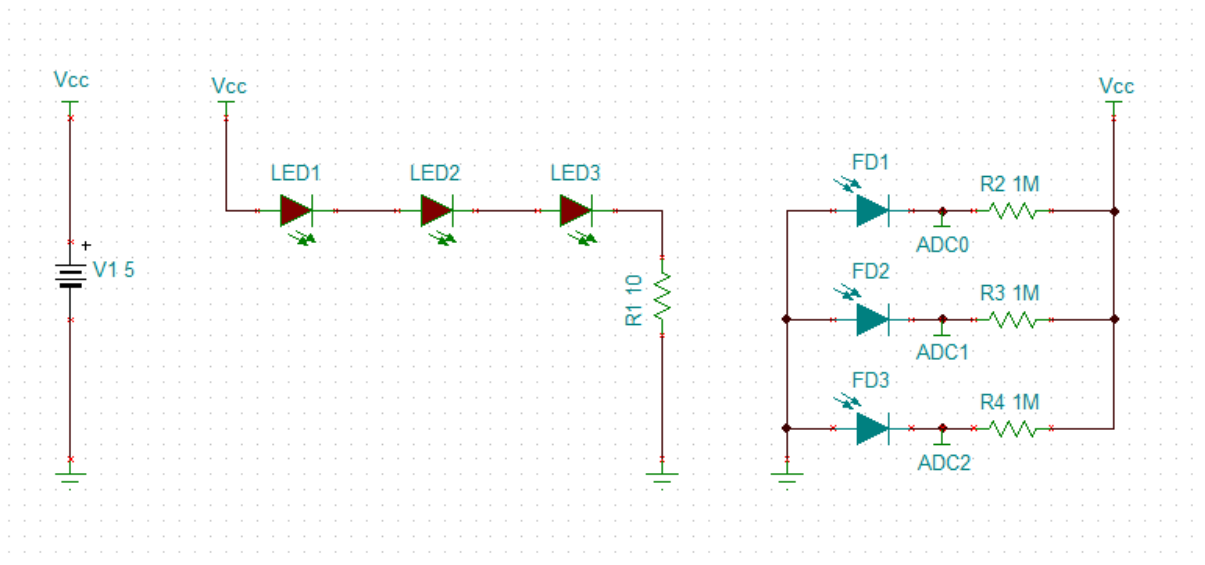 Vcc
Vcc
Vcc
LED1
LED2
LED3
FD1
R2 1M
ADC0
+
V1 5
R1 10
FD2
R3 1M
ADC1
FD3
R4 1M
ADC2